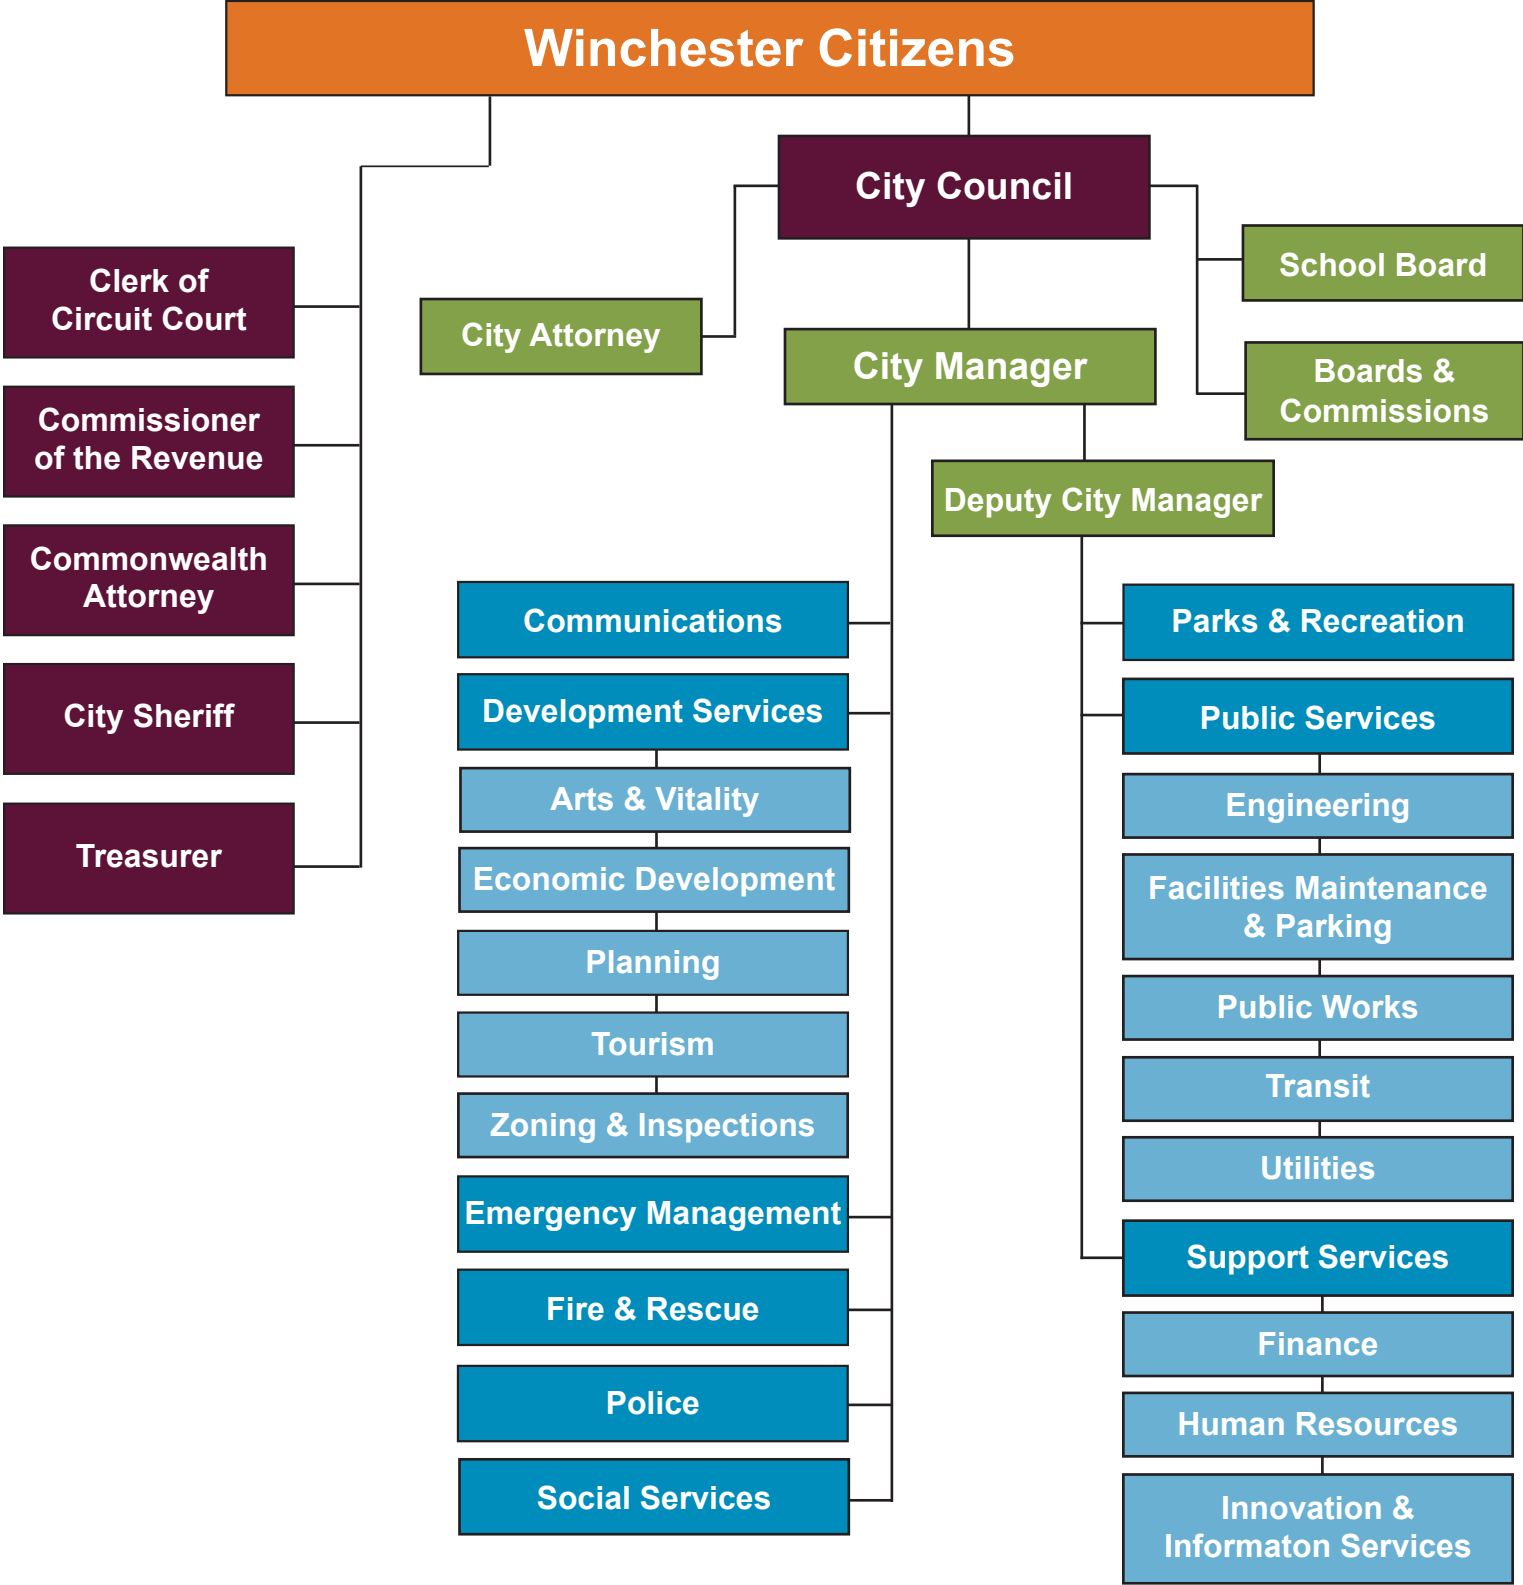 Winchester Citizens
City Council
School Board
Boards &
Commissions
City Attorney
City Manager
Deputy City Manager
Clerk of
Circuit Court
Commissioner
of the Revenue
Commonwealth
Attorney
City Sheriff
Treasurer
Communications
Development Services
Arts & Vitality
Economic Development
Planning
Tourism
Zoning & Inspections
Emergency Management
Fire & Rescue
Police
Social Services
Parks & Recreation
Public Services
Engineering
Facilities Maintenance
& Parking
Public Works
Transit
Utilities
Support Services
Finance
Human Resources
Innovation &
Informaton Services